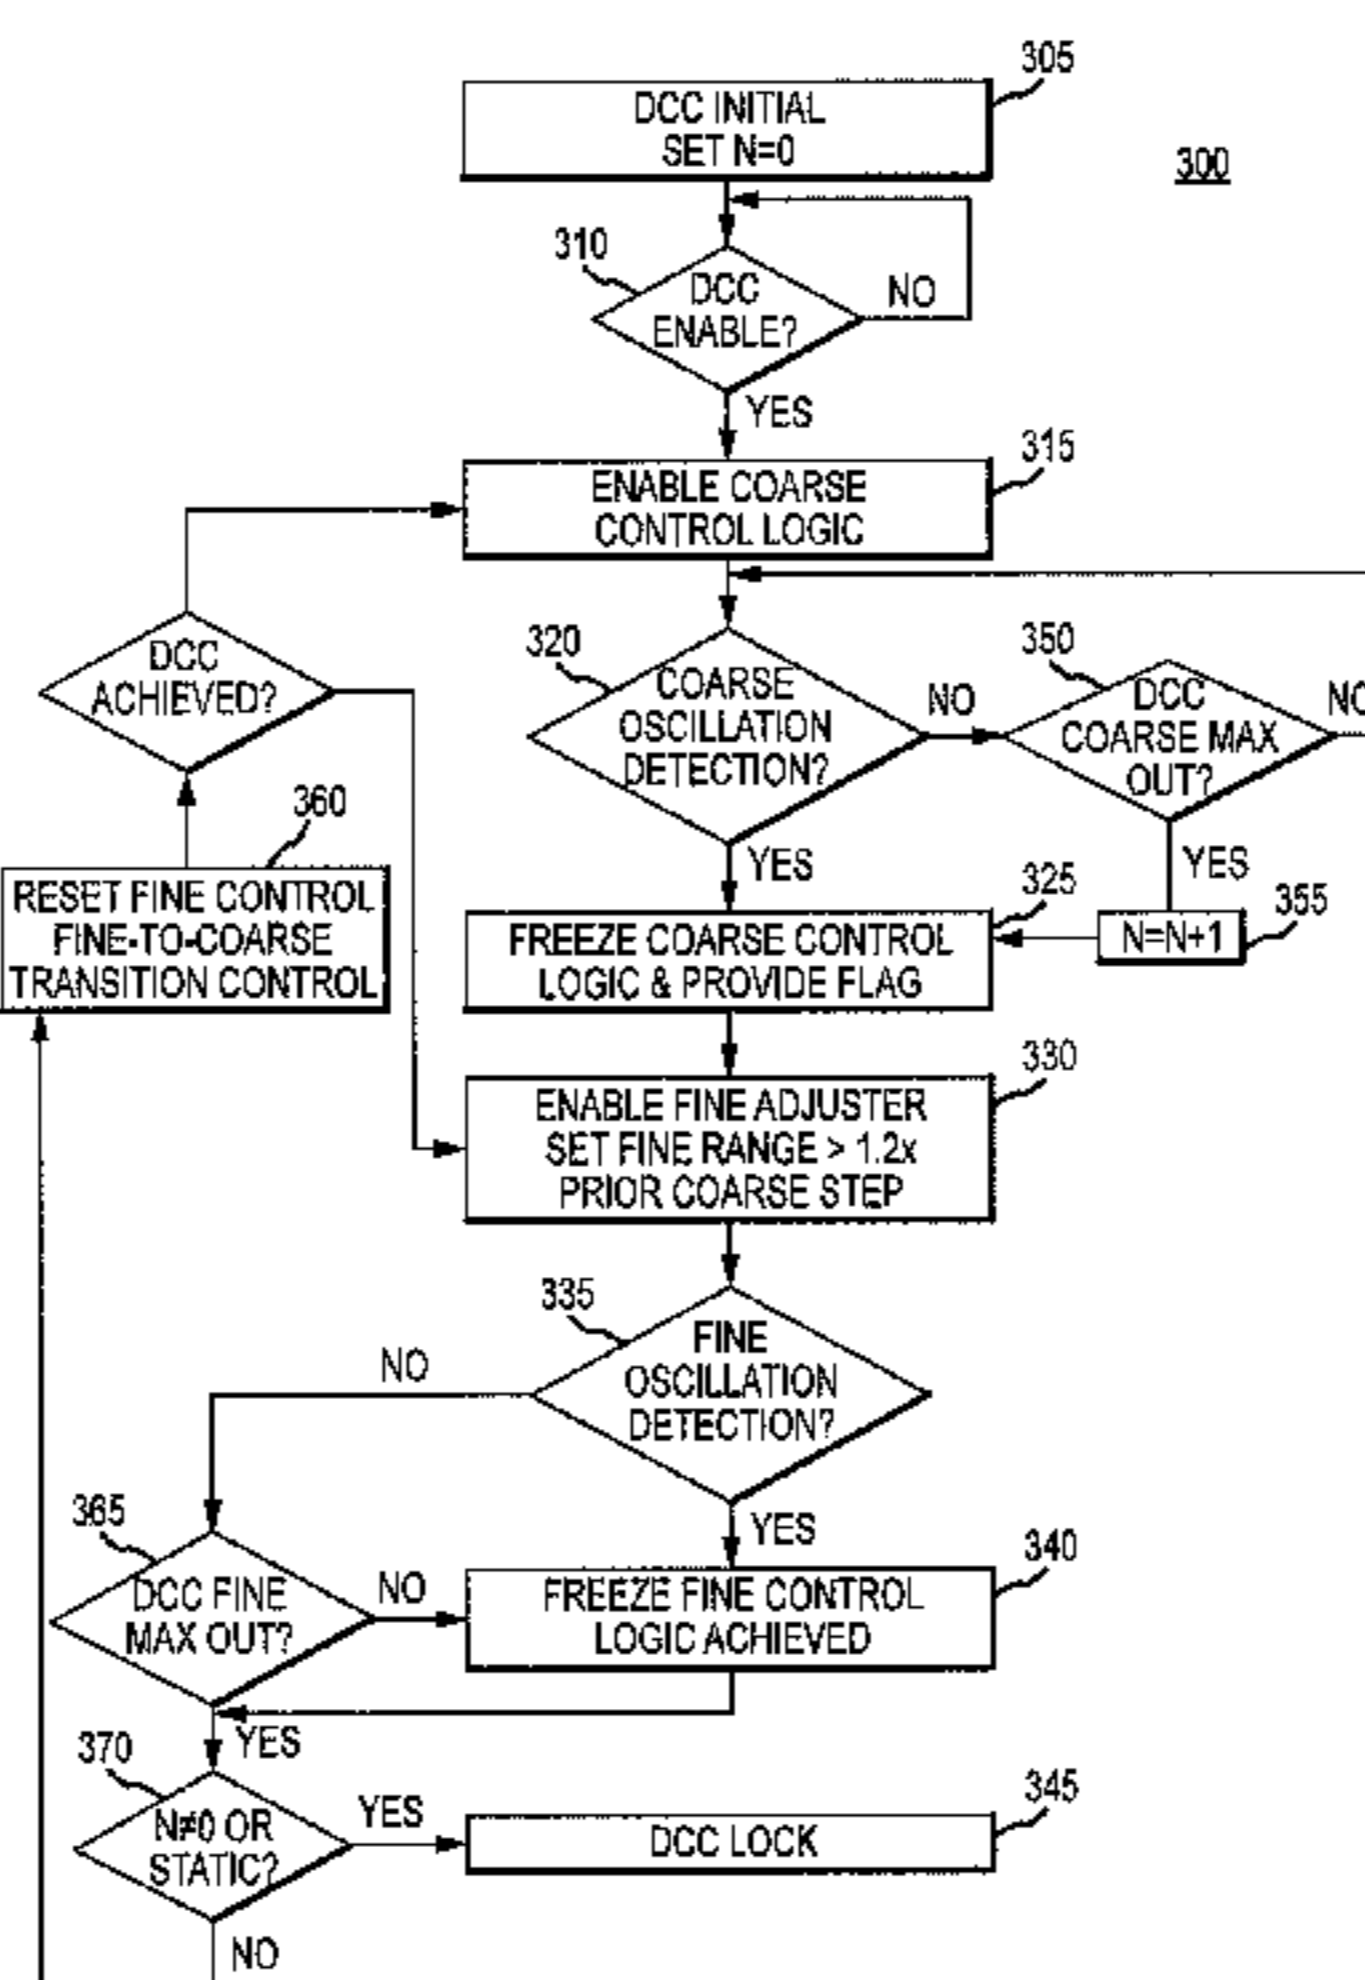 305
DCC INITIAL
SET N=0
300
310
DCC
ENABLE?
NO
YES
315
ENABLE COARSE
CONTROL LOGIC
DCC
ACHIEVED?
320
COARSE
OSCILLATION
DETECTION?
NO
350
DCC
COARSE MAX
OUT?
NO
YES
YES
360
RESET FINE CONTROL
FINE-TO-COARSE
TRANSITION CONTROL
325
FREEZE COARSE CONTROL
LOGIC & PROVIDE FLAG
N=N+1
355
330
ENABLE FINE ADJUSTER
SET FINE RANGE > 1.2x
PRIOR COARSE STEP
335
FINE
OSCILLATION
DETECTION?
NO
YES
365
DCC FINE
MAX OUT?
NO
340
FREEZE FINE CONTROL
LOGIC ACHIEVED
YES
370
N≠0 OR
STATIC?
YES
345
DCC LOCK
NO